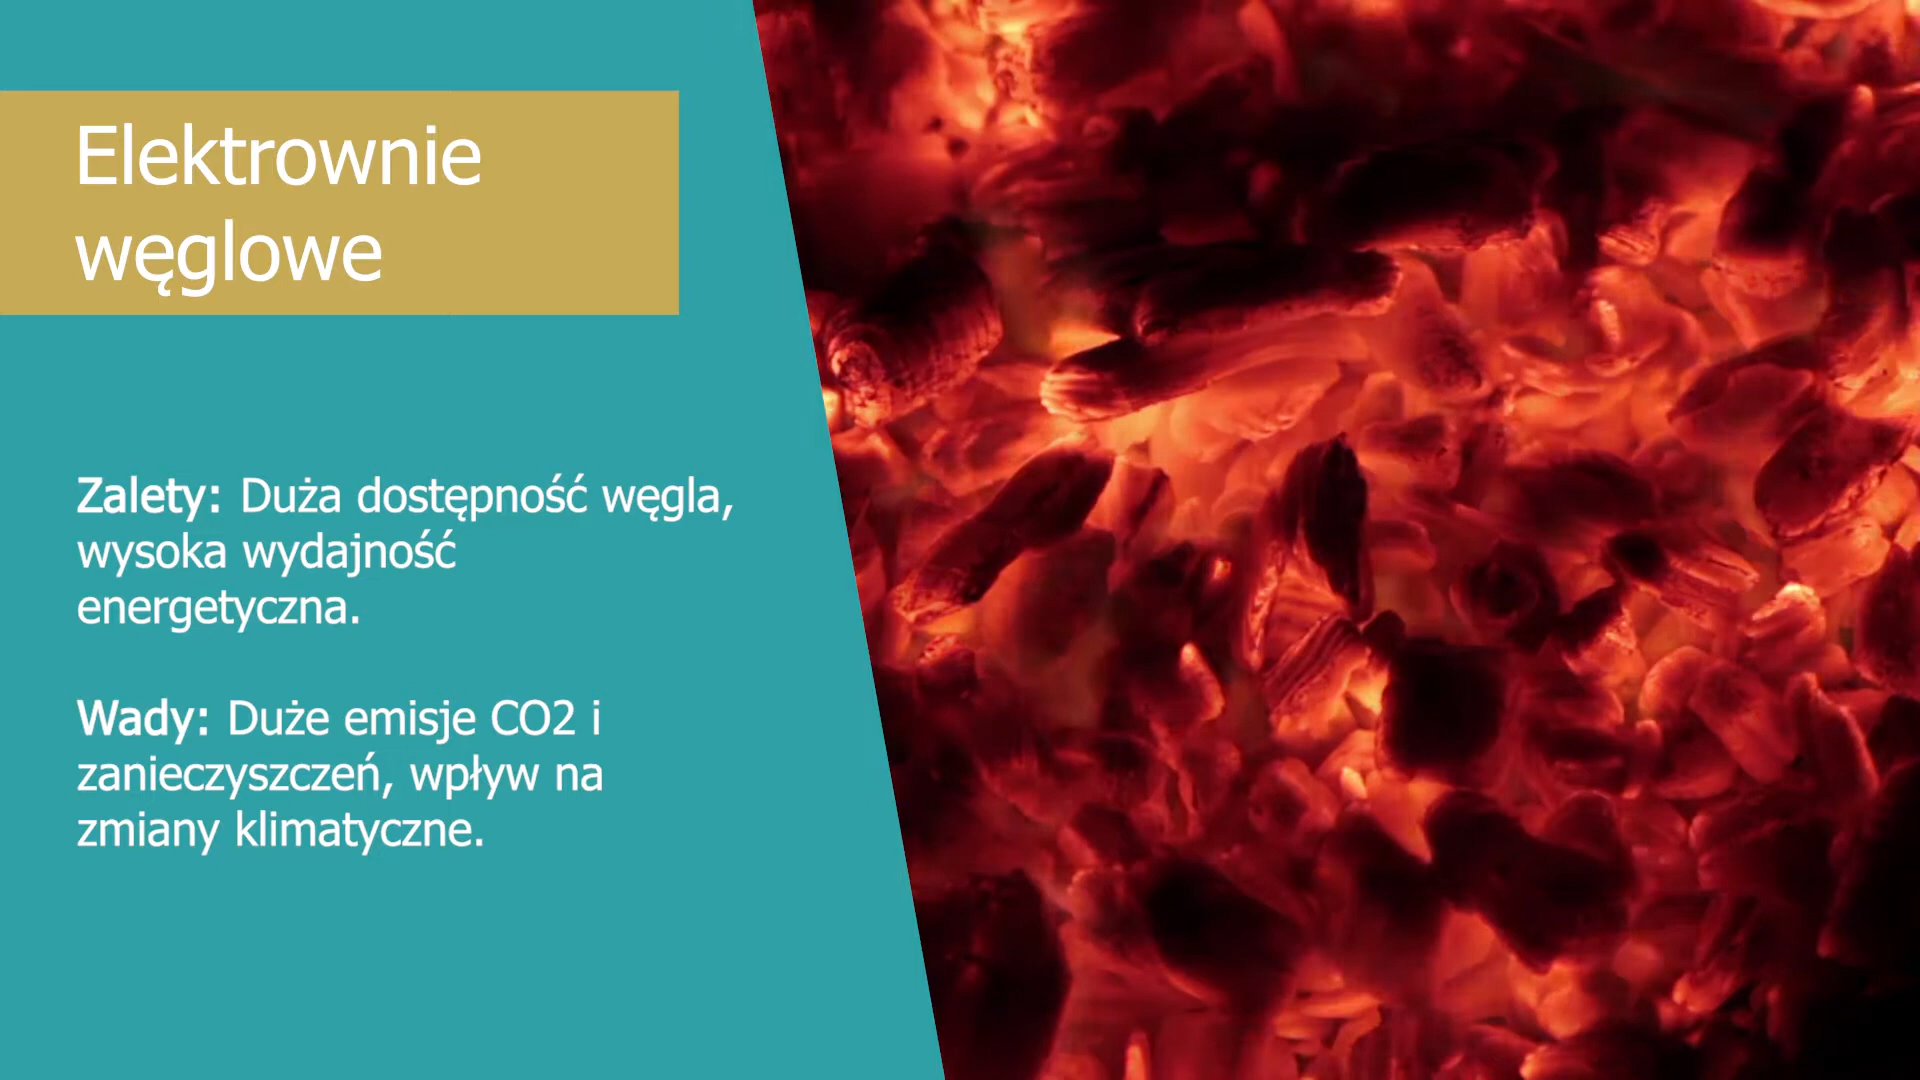 Elektrownie
węglowe
Zalety: Duża dostępność węgla,
wysoka wydajność
energetyczna.
Wady: Duże emisje CO2 i
zanieczyszczeń, wpływ na
zmiany klimatyczne.